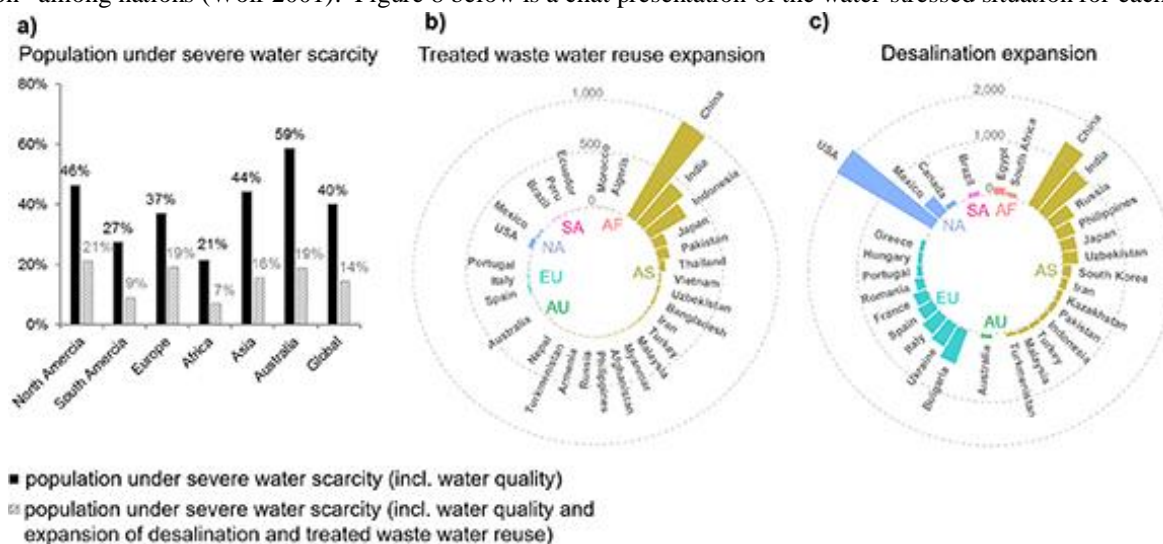 among nations (Wolf 2001). Figure 8 below is a chat presentation of the water stressed situation for each
a)
Population under severe water scarcity
80%
60%
40%
20%
0%
46%
21%
27%
9%
37%
19%
21%
7%
44%
16%
59%
19%
40%
14%
North Amercia
South Amercia
Europe
Africa
Asia
Australia
Global
b)
Treated waste water reuse expansion
1,000
500
0
China
India
Indonesia
Japan
Pakistan
Thailand
Vietnam
Uzbekistan
Bangladesh
Iran
Turkey
Malaysia
Myanmar
Afghanistan
Philippines
Russia
Armenia
Turkmenistan
Nepal
Australia
Spain
Italy
Portugal
USA
Mexico
Brazil
Peru
Ecuador
Morocco
Algeria
SA
AF
NA
EU
AU
AS
c)
Desalination expansion
2,000
1,000
0
China
India
Russia
Philippines
Japan
Uzbekistan
South Korea
Iran
Kazakhstan
Pakistan
Indonesia
Turkey
Malaysia
Turkmenistan
Australia
Bulgaria
Ukraine
Italy
Spain
France
Romania
Portugal
Hungary
Greece
USA
Mexico
Canada
Brazil
Egypt
South Africa
SA
AF
NA
EU
AU
AS
population under severe water scarcity (incl. water quality)
population under severe water scarcity (incl. water quality and
expansion of desalination and treated waste water reuse)